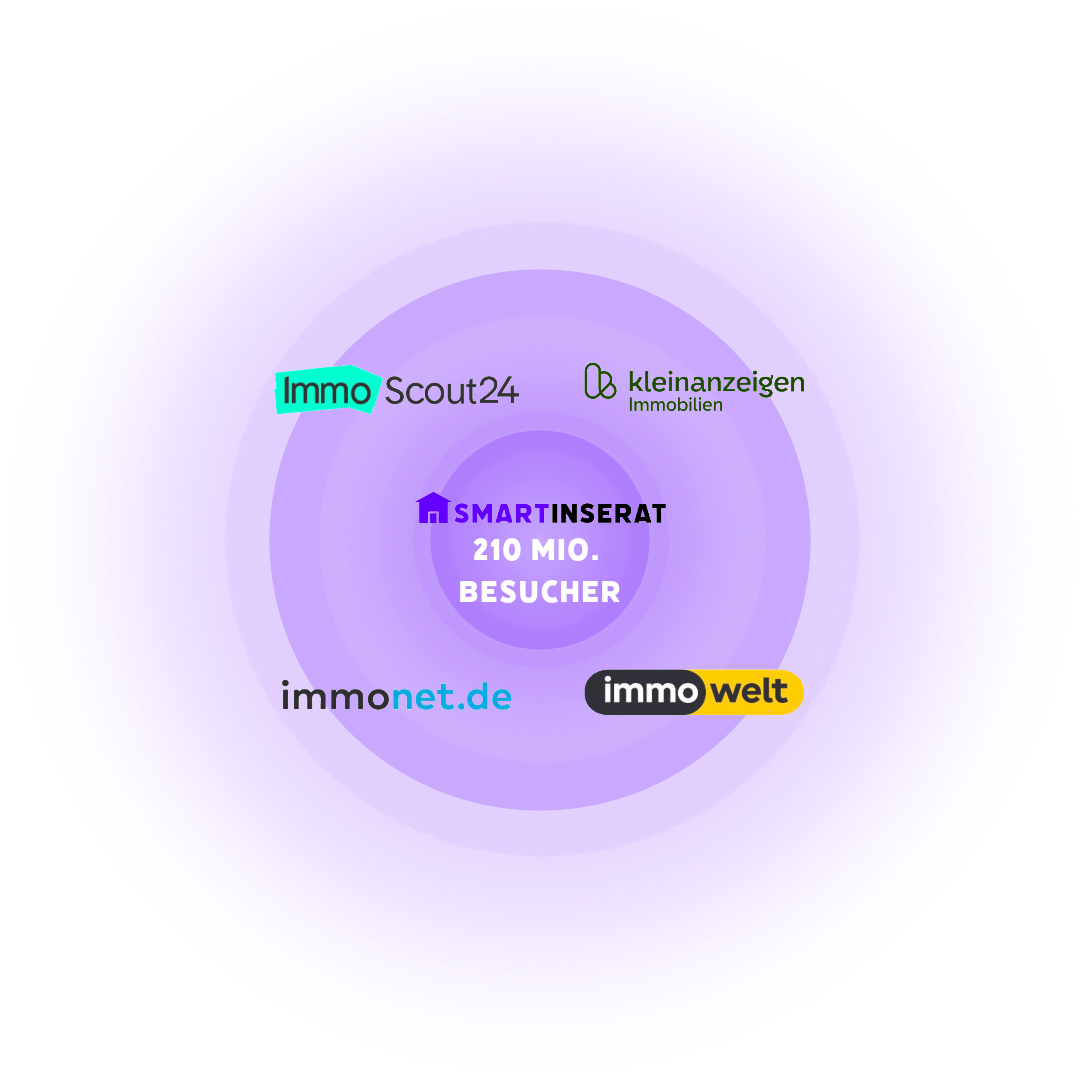 ImmoScout24
kleinanzeigen
Immobilien
SMARTINSERAT
210 MIO.
BESUCHER
immonet.de
immowelt